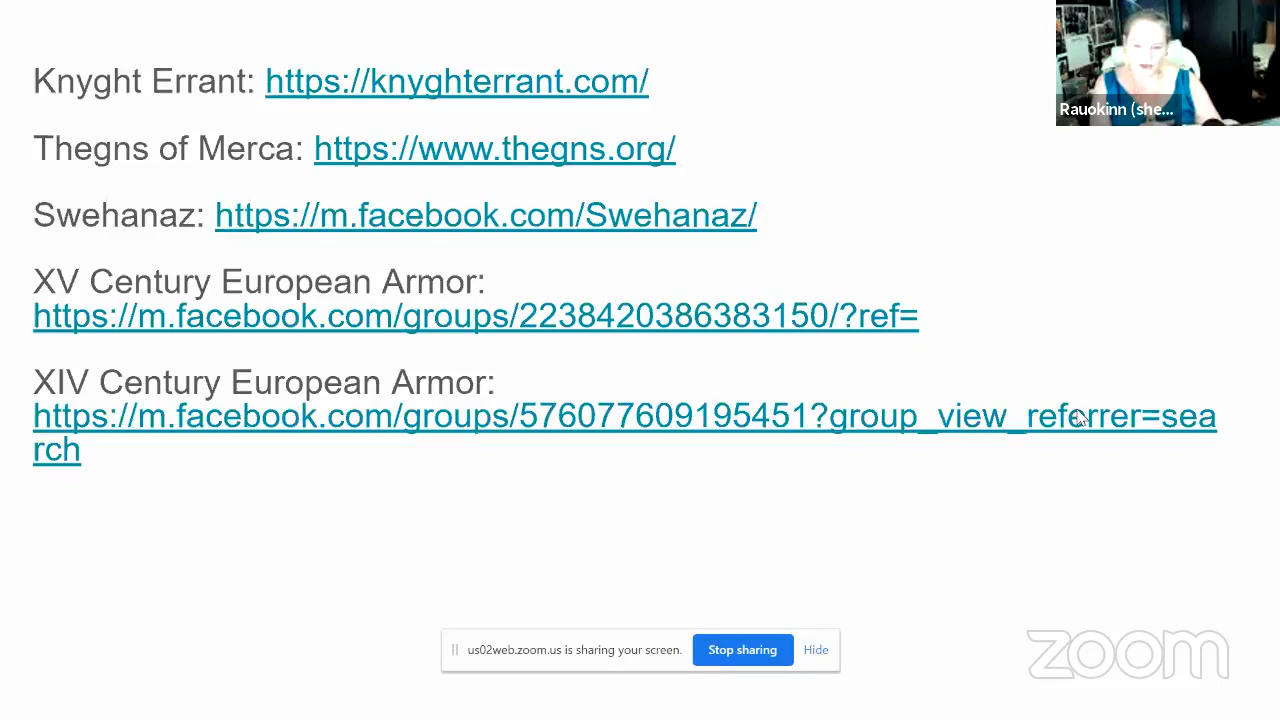 Knyght Errant: https://knyghterrant.com/
Rauokinn (she...
Thegns of Merca: https://www.thegns.org/
Swehanaz: https://m.facebook.com/Swehanaz/
XV Century European Armor:
https://m.facebook.com/groups/2238420386383150/?ref=
XIV Century European Armor:
https://m.facebook.com/groups/576077609195451?group_view_referrer=sea
rch
us02web.zoom.us is sharing your screen. Stop sharing Hide
zoom